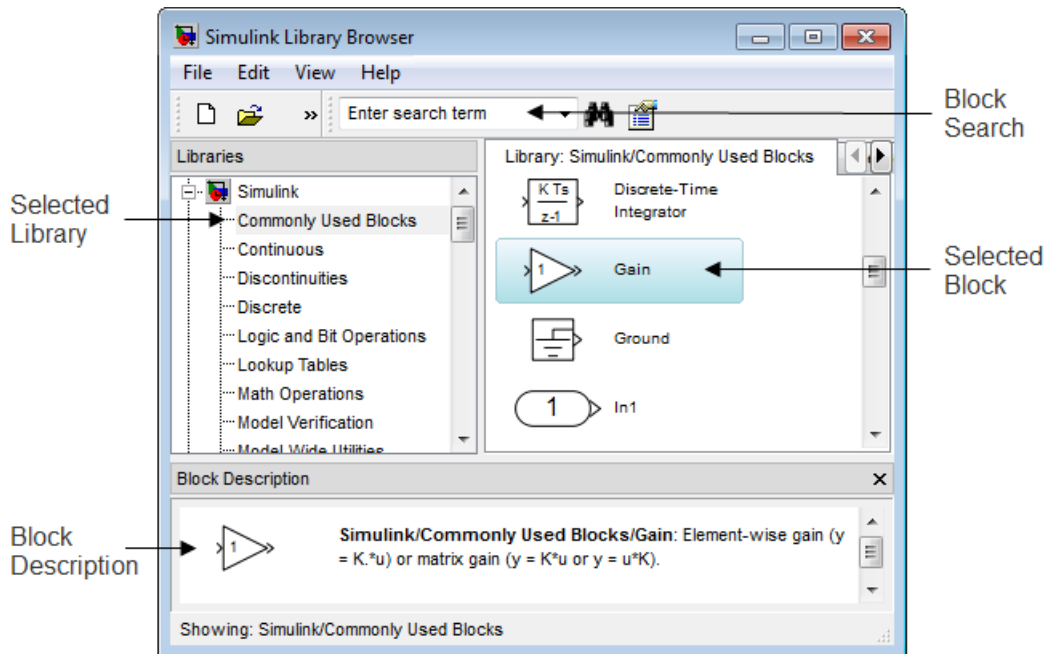 Simulink Library Browser
File Edit View Help
Enter search term
Block
Search
Libraries
Library: Simulink/Commonly Used Blocks
Selected
Library
Simulink
Commonly Used Blocks
Continuous
Discontinuities
Discrete
Logic and Bit Operations
Lookup Tables
Math Operations
Model Verification
Model Wide Utilities
K Ts
z-1
Discrete-Time
Integrator
1
Gain
Selected
Block
Ground
1
In1
Block Description
Block
Description
1
Simulink/Commonly Used Blocks/Gain: Element-wise gain (y
= K.*u) or matrix gain (y = K*u or y = u*K).
Showing: Simulink/Commonly Used Blocks